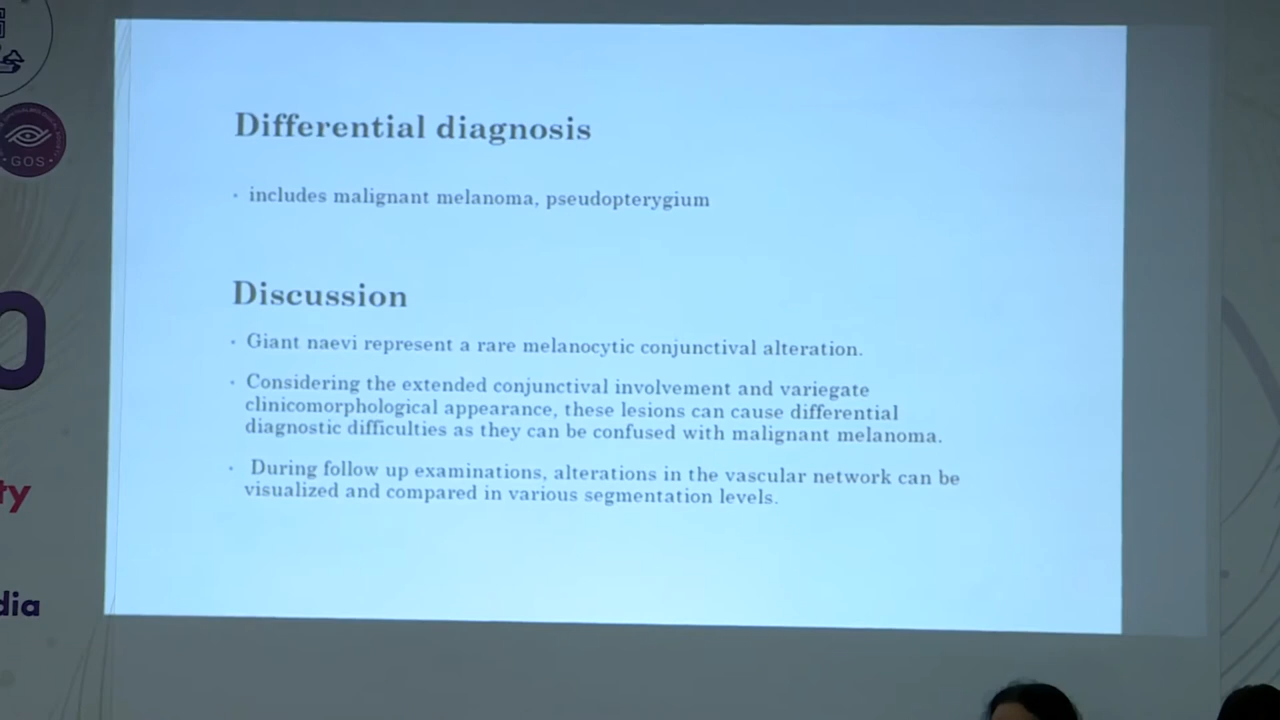 GOS
Differential diagnosis
• includes malignant melanoma, pseudopterygium
Discussion
• Giant naevi represent a rare melanocytic conjunctival alteration.
• Considering the extended conjunctival involvement and variegate
clinicomorphological appearance, these lesions can cause differential
diagnostic difficulties as they can be confused with malignant melanoma.
• During follow up examinations, alterations in the vascular network can be
visualized and compared in various segmentation levels.
0
ty
dia